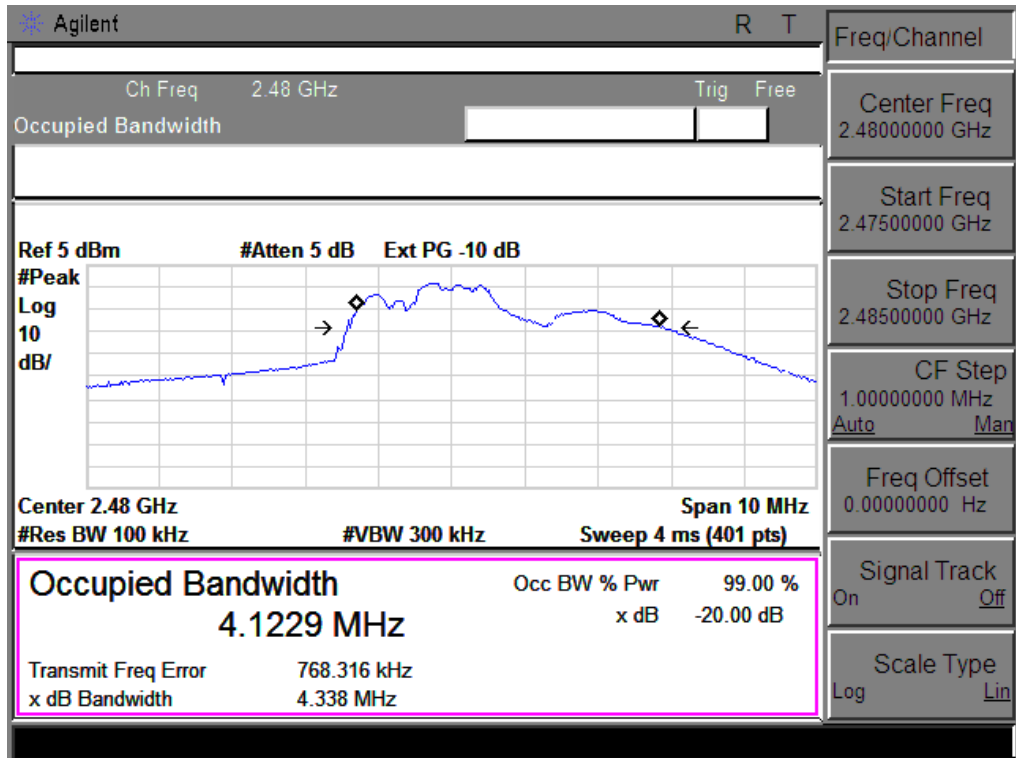 Agilent R T
Ch Freq 2.48 GHz Trig Free
Occupied Bandwidth
Ref 5 dBm #Atten 5 dB Ext PG -10 dB
#Peak
Log
10
dB/
Center 2.48 GHz Span 10 MHz
#Res BW 100 kHz #VBW 300 kHz Sweep 4 ms (401 pts)
Occupied Bandwidth
4.1229 MHz
Occ BW % Pwr 99.00 %
x dB -20.00 dB
Transmit Freq Error 768.316 kHz
x dB Bandwidth 4.338 MHz
Freq/Channel
Center Freq
2.48000000 GHz
Start Freq
2.47500000 GHz
Stop Freq
2.48500000 GHz
CF Step
1.00000000 MHz
Auto Man
Freq Offset
0.00000000 Hz
Signal Track
On Off
Scale Type
Log Lin